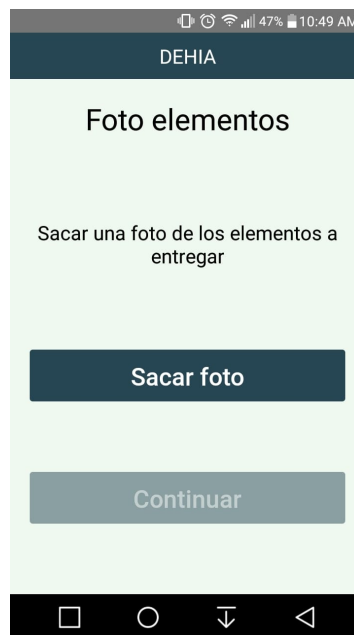 47% 10:49 AM
DEHIA
Foto elementos
Sacar una foto de los elementos a
entregar
Sacar foto
Continuar